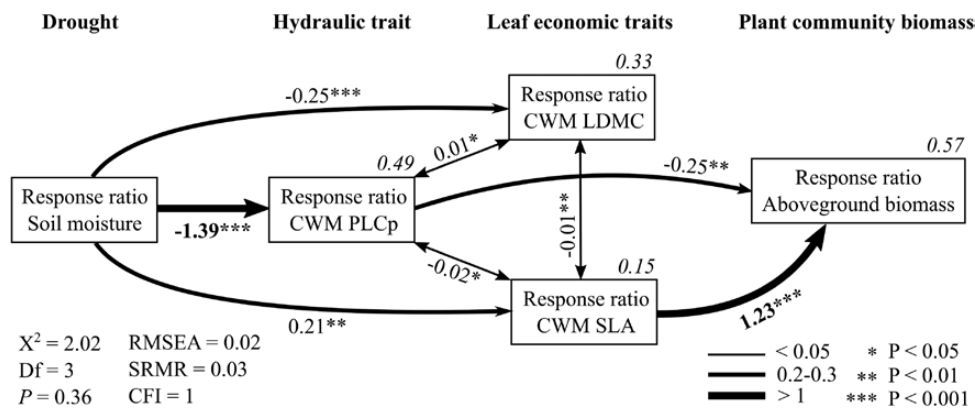 Drought
Hydraulic trait
Leaf economic traits
Plant community biomass
0.33
-0.25***
Response ratio
CWM LDMC
0.01*
0.49
0.57
-0.25**
Response ratio
Soil moisture
Response ratio
CWM PLCp
Response ratio
Aboveground biomass
-1.39***
-0.01**
-0.02*
0.15
Response ratio
CWM SLA
0.21**
1.23***
X² = 2.02
RMSEA = 0.02
Df = 3
SRMR = 0.03
P = 0.36
CFI = 1
< 0.05
* P < 0.05
0.2-0.3
** P < 0.01
> 1
*** P < 0.001